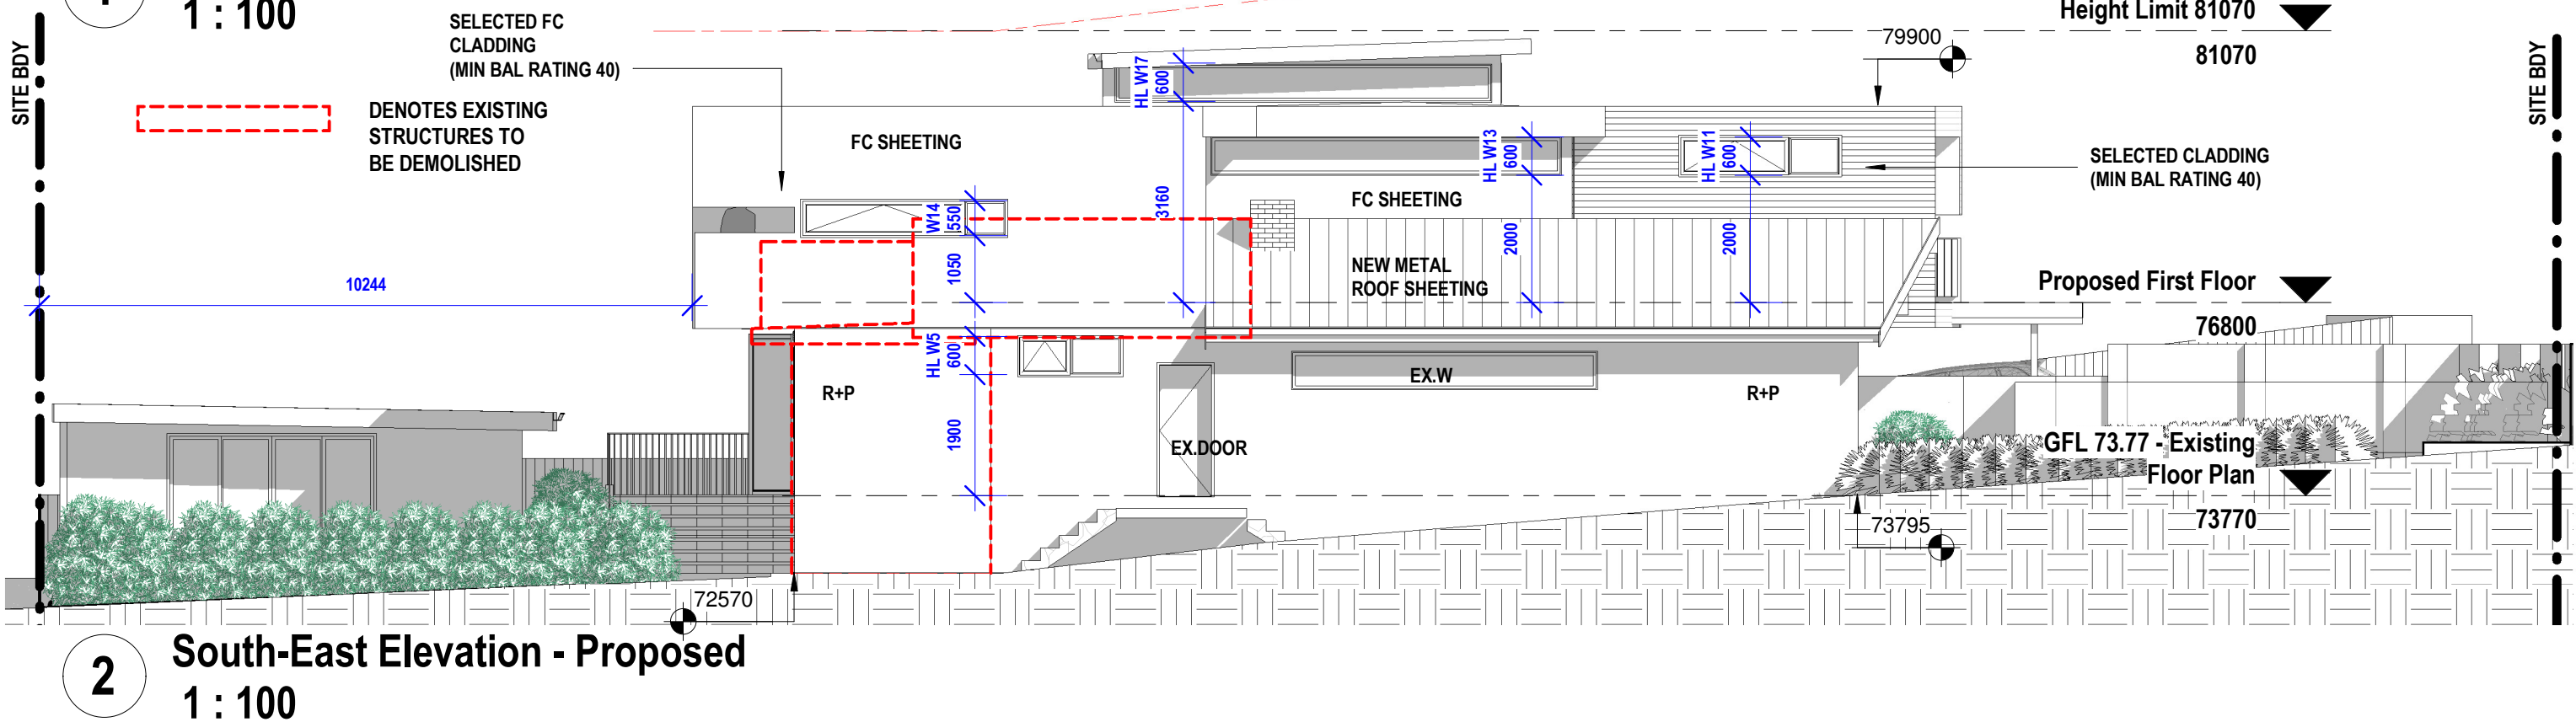 1 : 100
Height Limit 81070
81070
79900
SITE BDY
SITE BDY
SELECTED FC
CLADDING
(MIN BAL RATING 40)
DENOTES EXISTING
STRUCTURES TO
BE DEMOLISHED
FC SHEETING
HL W17
600
3160
HL W13
600
2000
HL W11
600
2000
SELECTED CLADDING
(MIN BAL RATING 40)
FC SHEETING
W14
550
1050
10244
NEW METAL
ROOF SHEETING
Proposed First Floor
76800
HL W5
600
1900
R+P
EX.W
R+P
EX.DOOR
GFL 73.77 - Existing
Floor Plan
73770
73795
72570
2
South-East Elevation - Proposed
1 : 100